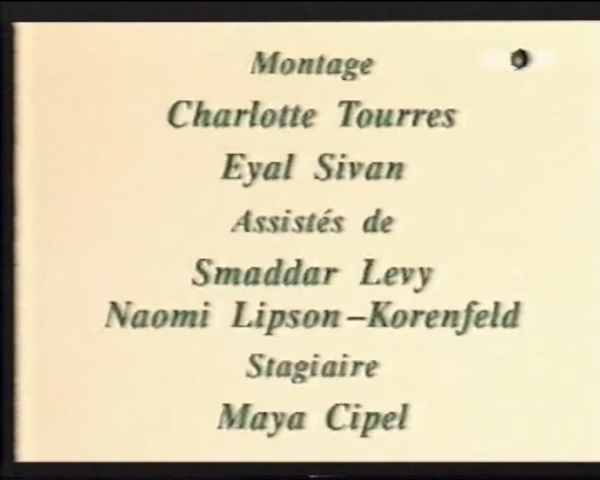 Montage
Charlotte Tourres
Eyal Sivan
Assistés de
Smaddar Levy
Naomi Lipson-Korenfeld
Stagiaire
Maya Cipel